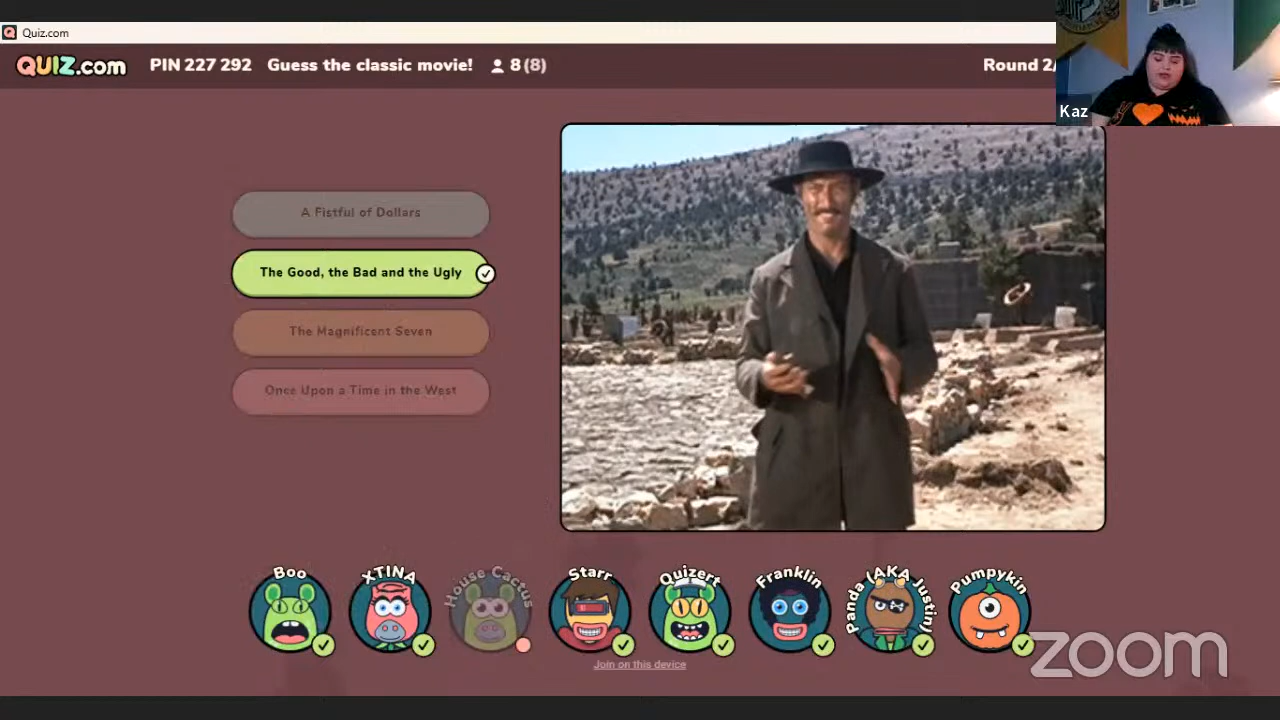 Quiz.com
QUIZ.com PIN 227 292 Guess the classic movie! 8 (8) Round 2/
Kaz
A Fistful of Dollars
The Good, the Bad and the Ugly
The Magnificent Seven
Once Upon a Time in the West
Boo XTINA House Cactus Starr Quizert Franklin Panda (AKA Justin) Pumpykin
Join on this device
zoom